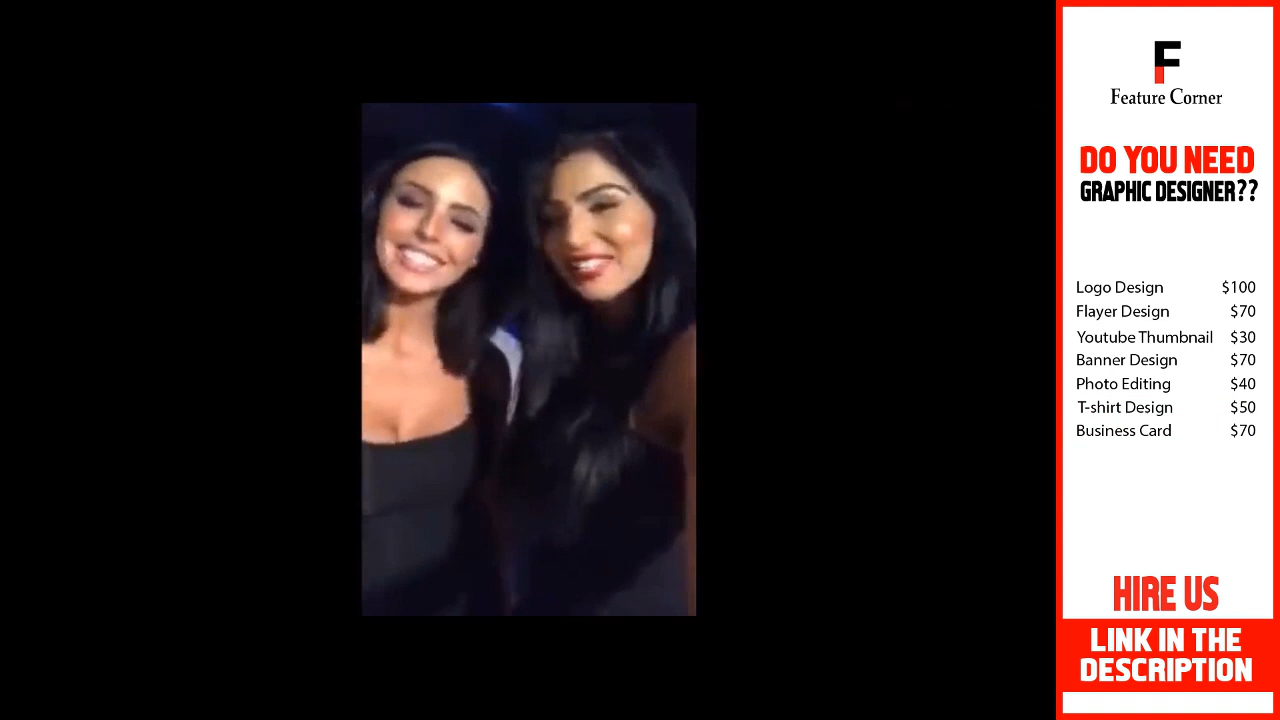 F
Feature Corner
DO YOU NEED
GRAPHIC DESIGNER??
Logo Design $100
Flayer Design $70
Youtube Thumbnail $30
Banner Design $70
Photo Editing $40
T-shirt Design $50
Business Card $70
HIRE US
LINK IN THE
DESCRIPTION